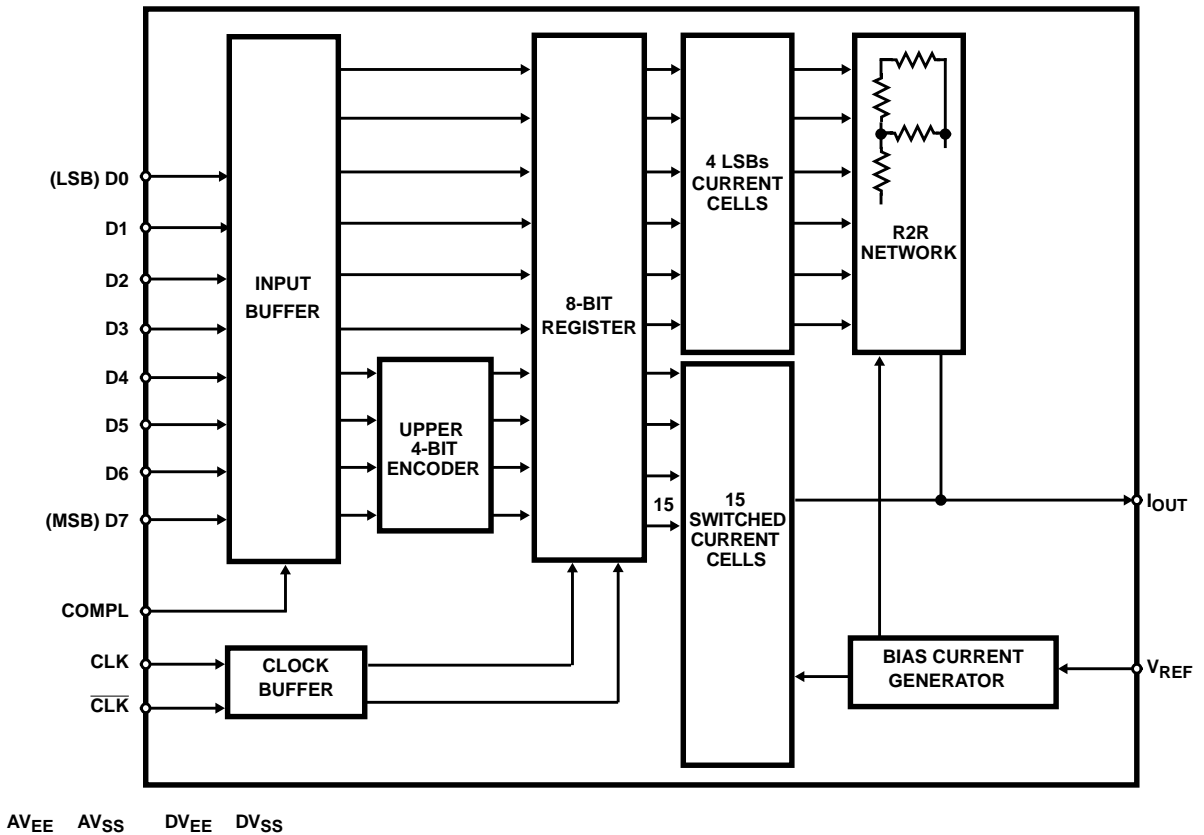 (LSB) D0
D1
D2
D3
D4
D5
D6
(MSB) D7
COMPL
CLK
CLK
INPUT
BUFFER
CLOCK
BUFFER
UPPER
4-BIT
ENCODER
8-BIT
REGISTER
15
4 LSBs
CURRENT
CELLS
15
SWITCHED
CURRENT
CELLS
R2R
NETWORK
BIAS CURRENT
GENERATOR
IOUT
VREF
AVEE AVSS DVEE DVSS